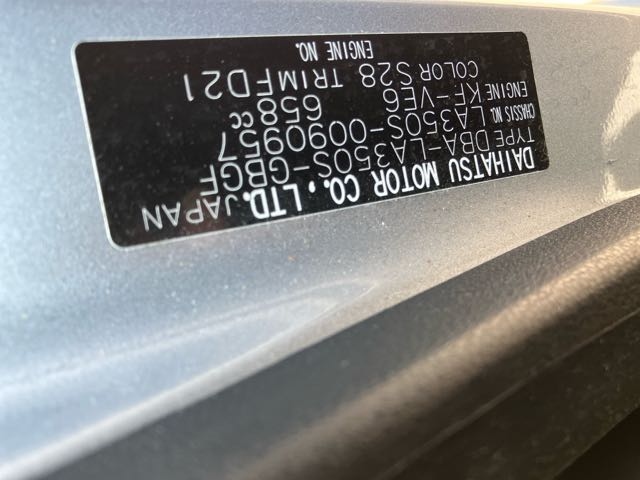 DAIHATSU MOTOR CO., LTD. JAPAN
TYPE DBA-LA350S-GBGF
CHASSIS NO. LA350S-0090957
ENGINE KF-VE6 658cc
COLOR S28 TRIM FD21
ENGINE NO.